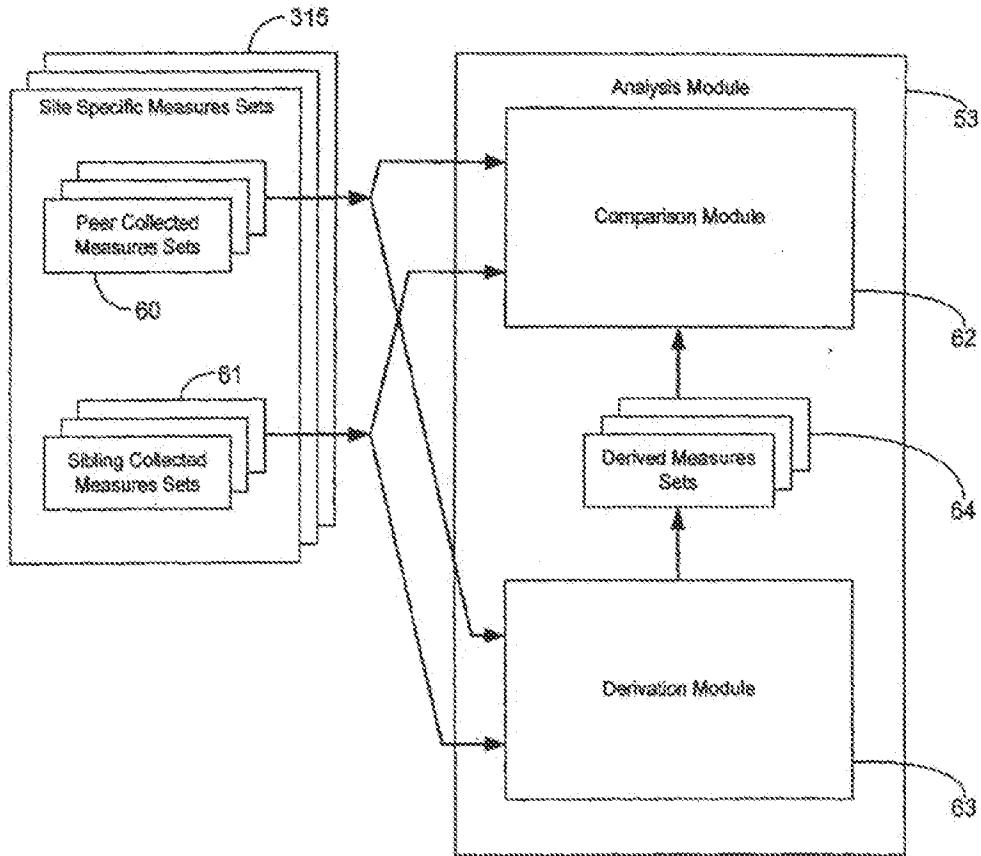 315
Site Specific Measures Sets
Peer Collected
Measures Sets
60
61
Sibling Collected
Measures Sets
Analysis Module
53
Comparison Module
62
Derived Measures
Sets
64
Derivation Module
63